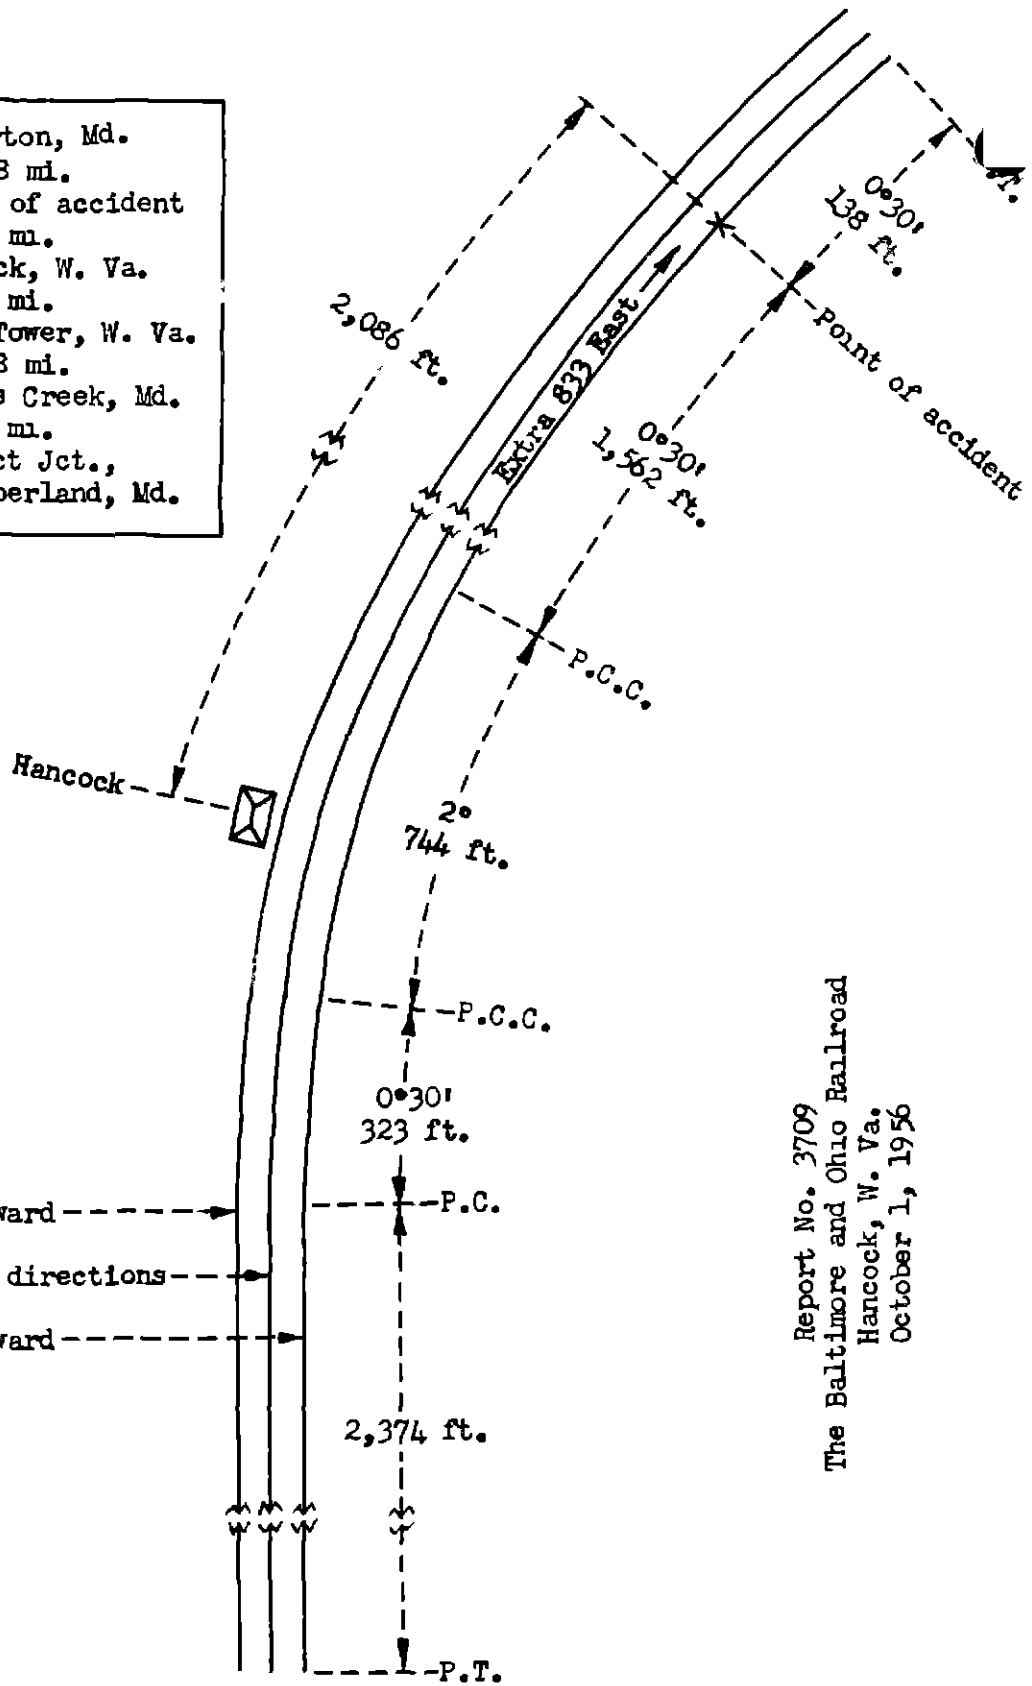 ton, Md.
8 mi.
of accident
mi.
ck, W. Va.
mi.
Tower, W. Va.
8 mi.
s Creek, Md.
mi.
ct Jct.,
berland, Md.
.T.
0°30'
138 ft.
2,086 ft.
Point of accident
Extra 833 East
0°30'
1,562 ft.
P.C.C.
Hancock
2°
744 ft.
P.C.C.
0°30'
323 ft.
P.C.
ward
directions
ward
2,374 ft.
P.T.
Report No. 3709
The Baltimore and Ohio Railroad
Hancock, W. Va.
October 1, 1956